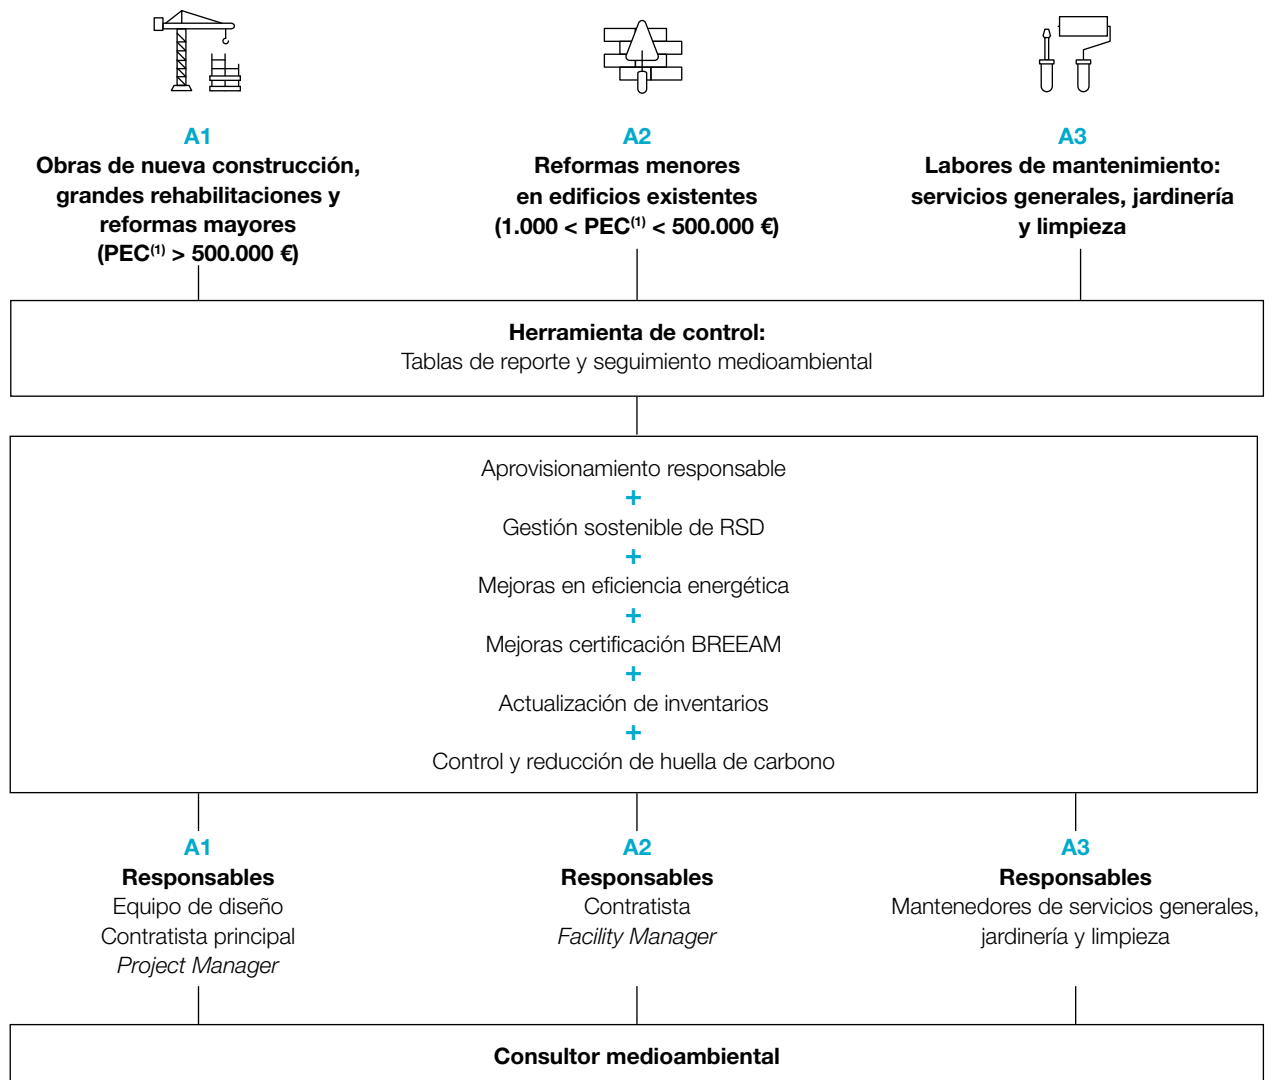 A1
Obras de nueva construcción,
grandes rehabilitaciones y
reformas mayores
(PEC⁽¹⁾ > 500.000 €)
A2
Reformas menores
en edificios existentes
(1.000 < PEC⁽¹⁾ < 500.000 €)
A3
Labores de mantenimiento:
servicios generales, jardinería
y limpieza
Herramienta de control:
Tablas de reporte y seguimiento medioambiental
Aprovisionamiento responsable
+
Gestión sostenible de RSD
+
Mejoras en eficiencia energética
+
Mejoras certificación BREEAM
+
Actualización de inventarios
+
Control y reducción de huella de carbono
A1
Responsables
Equipo de diseño
Contratista principal
Project Manager
A2
Responsables
Contratista
Facility Manager
A3
Responsables
Mantenedores de servicios generales,
jardinería y limpieza
Consultor medioambiental